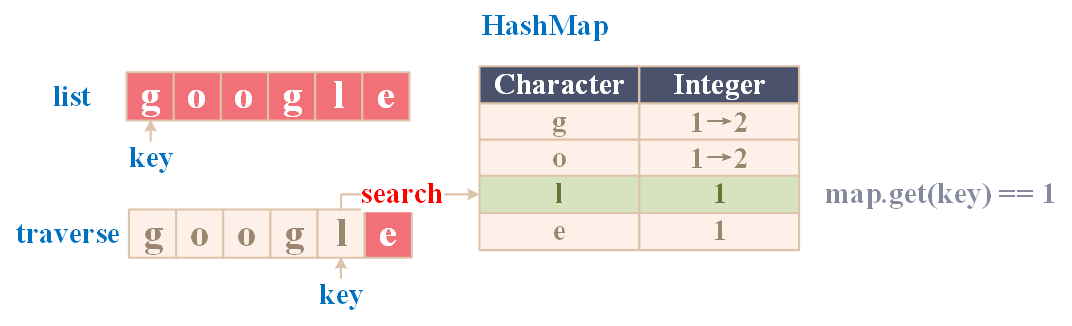 HashMap
list
g o o g l e
key
Character Integer
g 1→2
o 1→2
l 1
e 1
search
map.get(key) == 1
traverse
g o o g l e
key